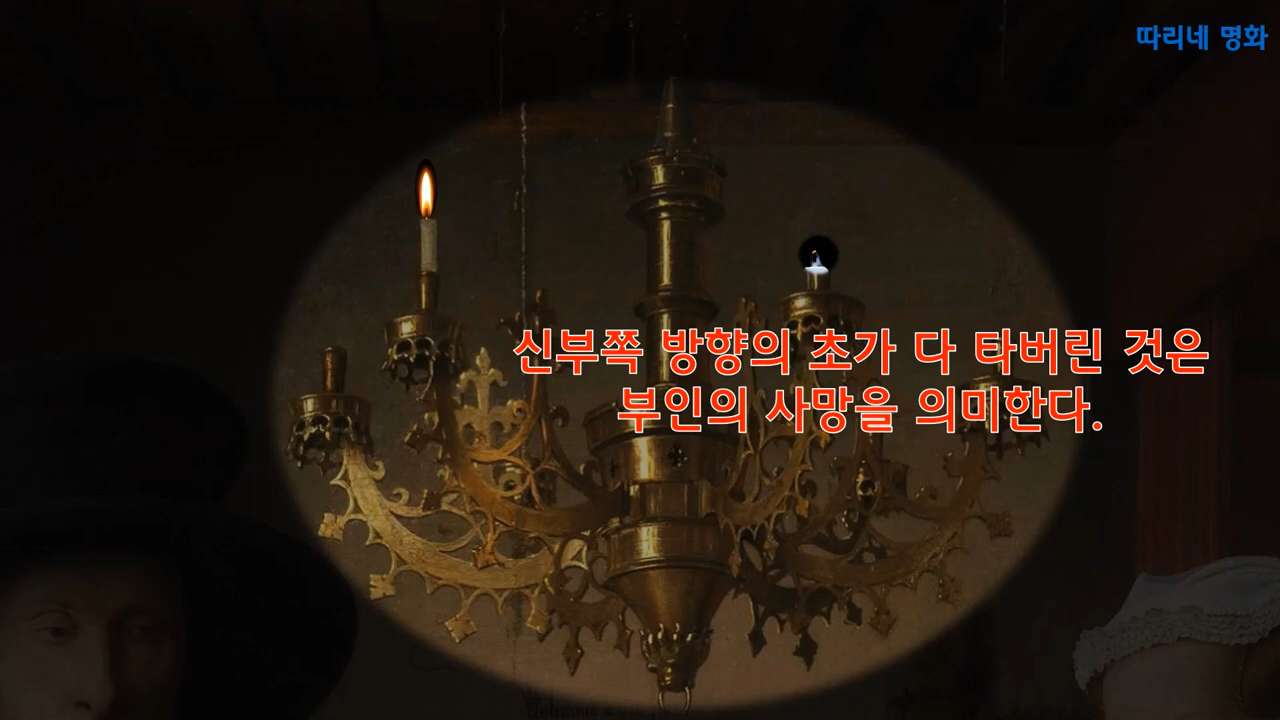 따리네 명화
신부쪽 방향의 초가 다 타버린 것은
부인의 사망을 의미한다.